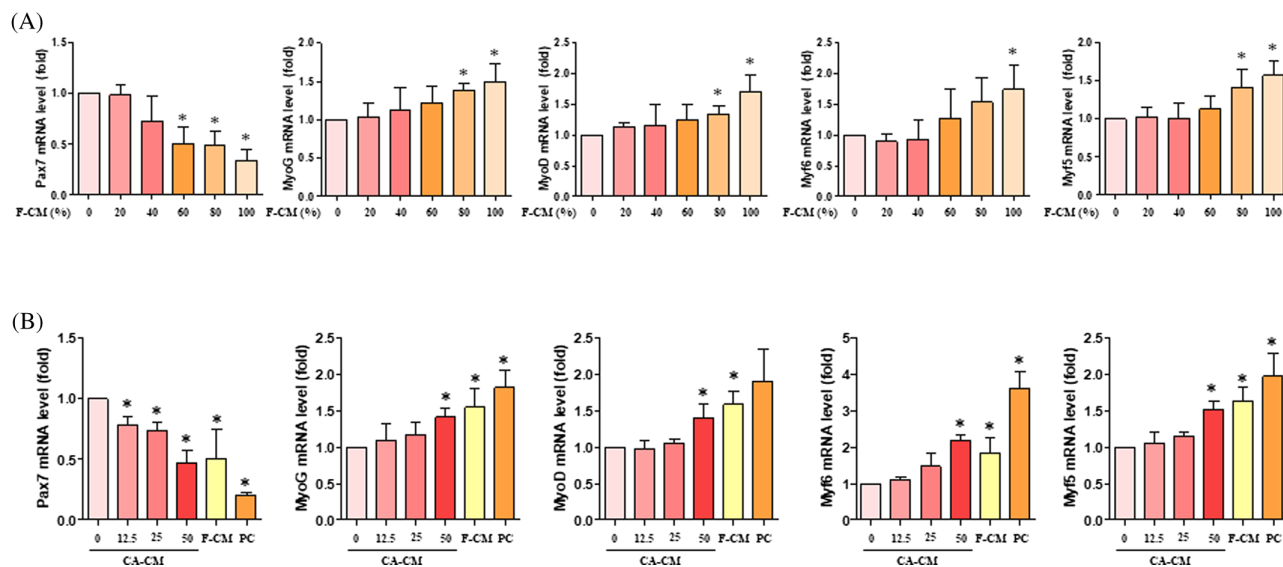 (A)
Pax7 mRNA level (fold)
1.5
1.0
0.5
0.0
* * *
F-CM (%) 0 20 40 60 80 100
MyoG mRNA level (fold)
2.0
1.5
1.0
0.5
0.0
* *
F-CM (%) 0 20 40 60 80 100
MyoD mRNA level (fold)
2.5
2.0
1.5
1.0
0.5
0.0
* *
F-CM (%) 0 20 40 60 80 100
Myf6 mRNA level (fold)
2.5
2.0
1.5
1.0
0.5
0.0
*
F-CM (%) 0 20 40 60 80 100
Myf5 mRNA level (fold)
2.0
1.5
1.0
0.5
0.0
* *
F-CM (%) 0 20 40 60 80 100
(B)
Pax7 mRNA level (fold)
1.5
1.0
0.5
0.0
* * * * *
0 12.5 25 50 F-CM PC
CA-CM
MyoG mRNA level (fold)
2.5
2.0
1.5
1.0
0.5
0.0
* * *
0 12.5 25 50 F-CM PC
CA-CM
MyoD mRNA level (fold)
2.5
2.0
1.5
1.0
0.5
0.0
* *
0 12.5 25 50 F-CM PC
CA-CM
Myf6 mRNA level (fold)
5
4
3
2
1
0
* * *
0 12.5 25 50 F-CM PC
CA-CM
Myf5 mRNA level (fold)
2.5
2.0
1.5
1.0
0.5
0.0
* * *
0 12.5 25 50 F-CM PC
CA-CM